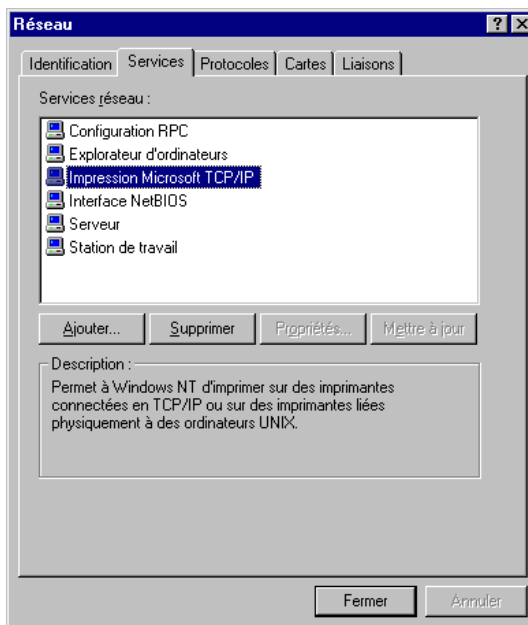 Réseau
Identification Services Protocoles Cartes Liaisons
Services réseau :
Configuration RPC
Explorateur d'ordinateurs
Impression Microsoft TCP/IP
Interface NetBIOS
Serveur
Station de travail
Ajouter... Supprimer Propriétés... Mettre à jour
Description :
Permet à Windows NT d'imprimer sur des imprimantes
connectées en TCP/IP ou sur des imprimantes liées
physiquement à des ordinateurs UNIX.
Fermer Annuler